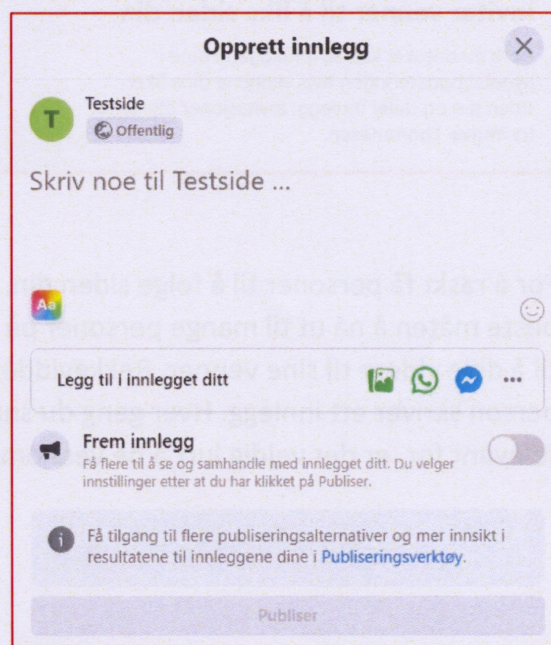 Opprett innlegg
T
Testside
Offentlig
Skriv noe til Testside ...
Aa
Legg til i innlegget ditt
Frem innlegg
Få flere til å se og samhandle med innlegget ditt. Du velger
innstillinger etter at du har klikket på Publiser.
Få tilgang til flere publiseringsalternativer og mer innsikt i
resultatene til innleggene dine i Publiseringsverktøy.
Publiser